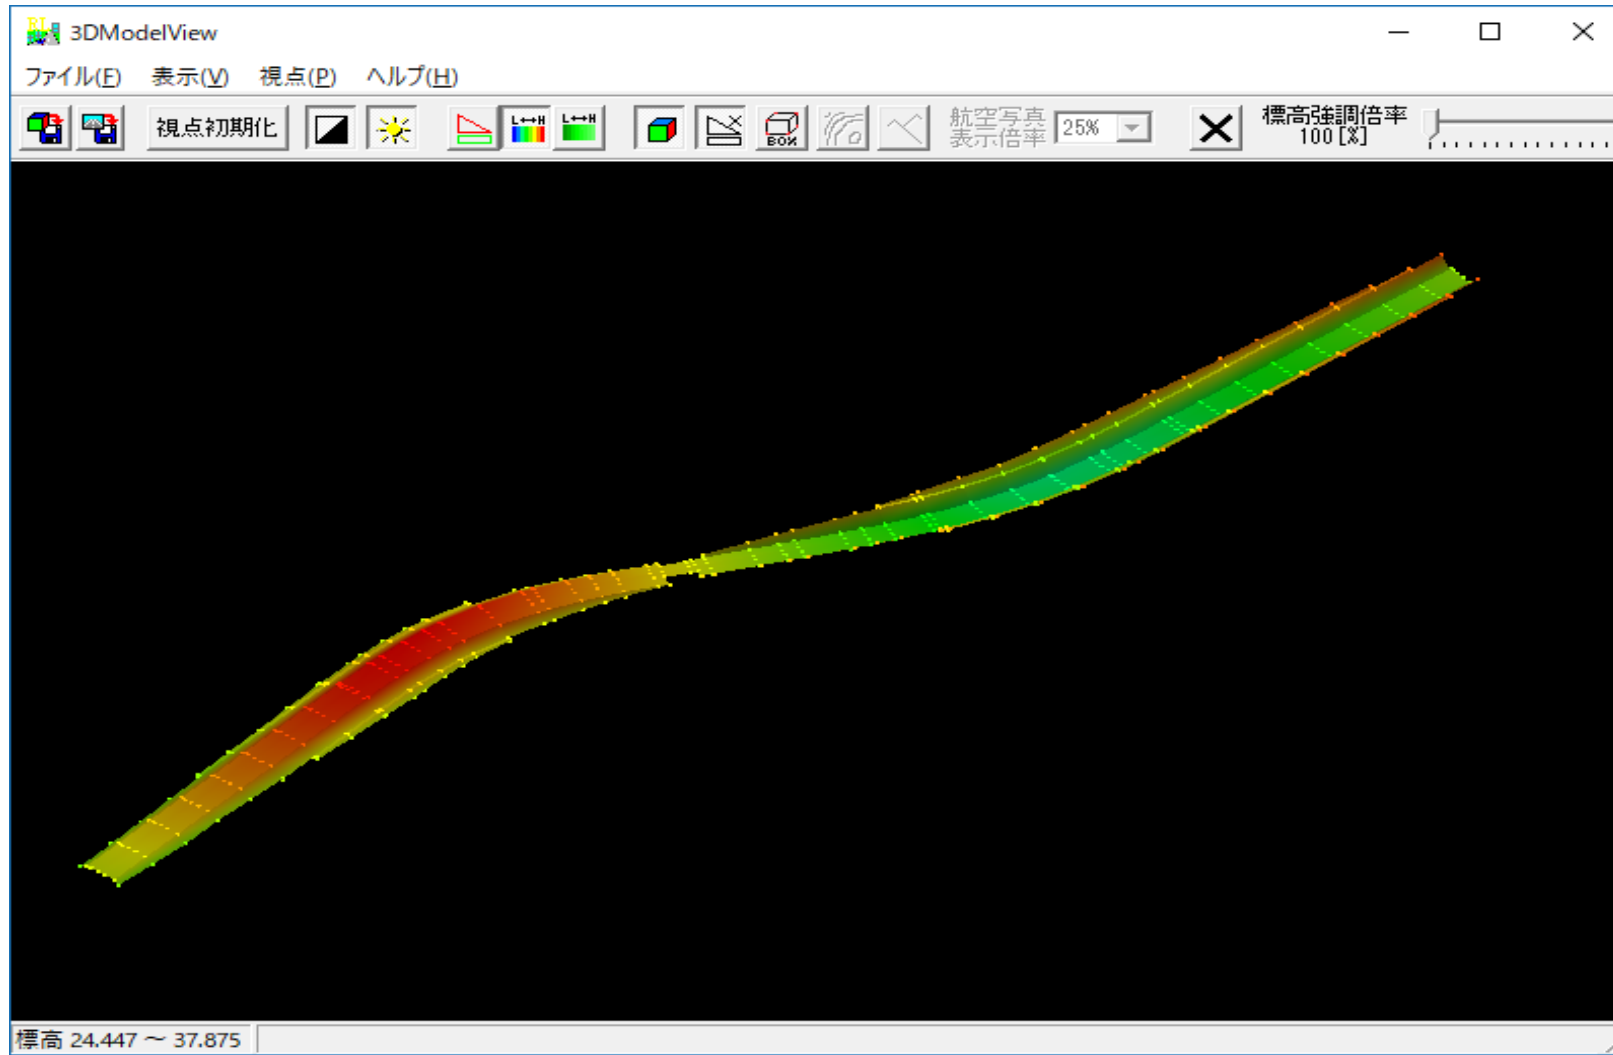 3DModelView
ファイル(F) 表示(V) 視点(P) ヘルプ(H)
視点初期化
L↔H
L↔H
BOX
航空写真
表示倍率
25%
標高強調倍率
100[%]
標高 24.447 ～ 37.875